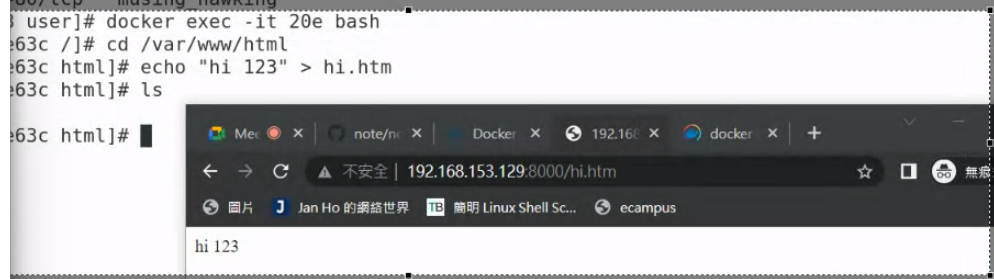 80/tcp musing_hawking
3 user]# docker exec -it 20e bash
e63c /]# cd /var/www/html
e63c html]# echo "hi 123" > hi.htm
e63c html]# ls
e63c html]#
Mee note/no Docker 192.168 docker
不安全 | 192.168.153.129:8000/hi.htm 無痕
圖片 Jan Ho 的網絡世界 TB 簡明 Linux Shell Sc... ecampus
hi 123